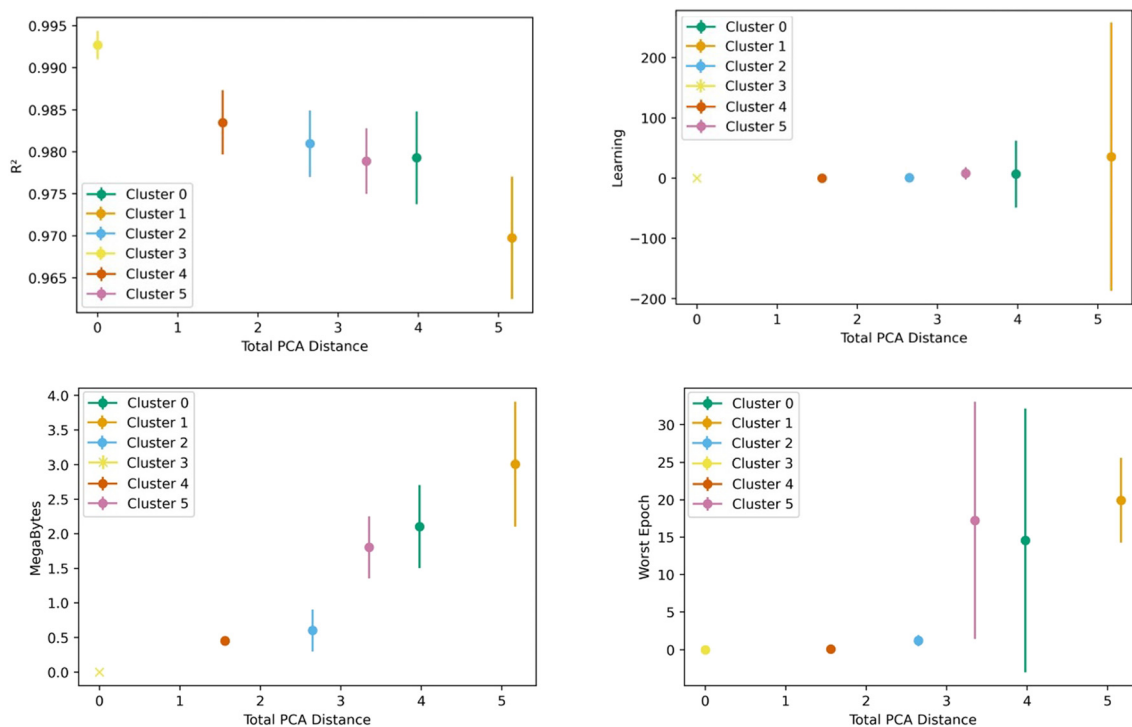 0.995
0.990
0.985
0.980
0.975
0.970
0.965
R²
Cluster 0
Cluster 1
Cluster 2
Cluster 3
Cluster 4
Cluster 5
0 1 2 3 4 5
Total PCA Distance
200
100
0
−100
−200
Learning
Cluster 0
Cluster 1
Cluster 2
Cluster 3
Cluster 4
Cluster 5
0 1 2 3 4 5
Total PCA Distance
4.0
3.5
3.0
2.5
2.0
1.5
1.0
0.5
0.0
MegaBytes
Cluster 0
Cluster 1
Cluster 2
Cluster 3
Cluster 4
Cluster 5
0 1 2 3 4 5
Total PCA Distance
30
25
20
15
10
5
0
Worst Epoch
Cluster 0
Cluster 1
Cluster 2
Cluster 3
Cluster 4
Cluster 5
0 1 2 3 4 5
Total PCA Distance